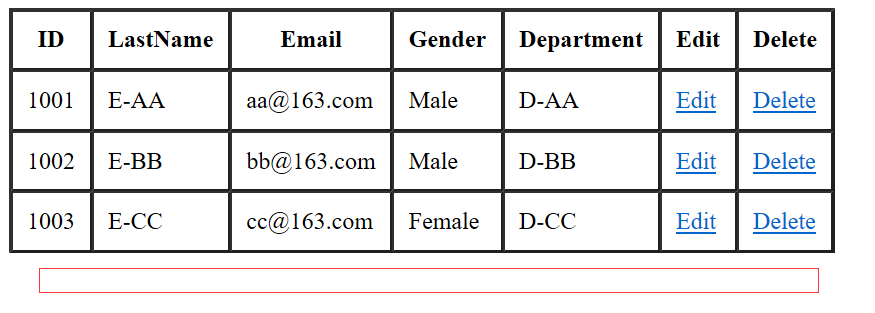 ID LastName Email Gender Department Edit Delete
1001 E-AA aa@163.com Male D-AA Edit Delete
1002 E-BB bb@163.com Male D-BB Edit Delete
1003 E-CC cc@163.com Female D-CC Edit Delete